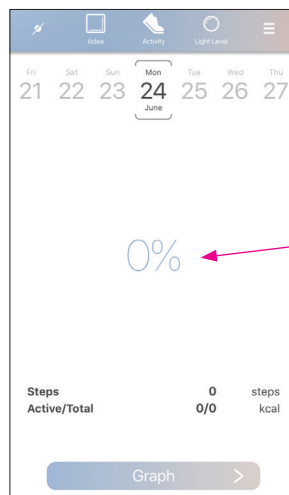 Video Activity Light Level
Fri Sat Sun Mon Tue Wed Thu
21 22 23 24 25 26 27
June
0%
Steps 0 steps
Active/Total 0/0 kcal
Graph